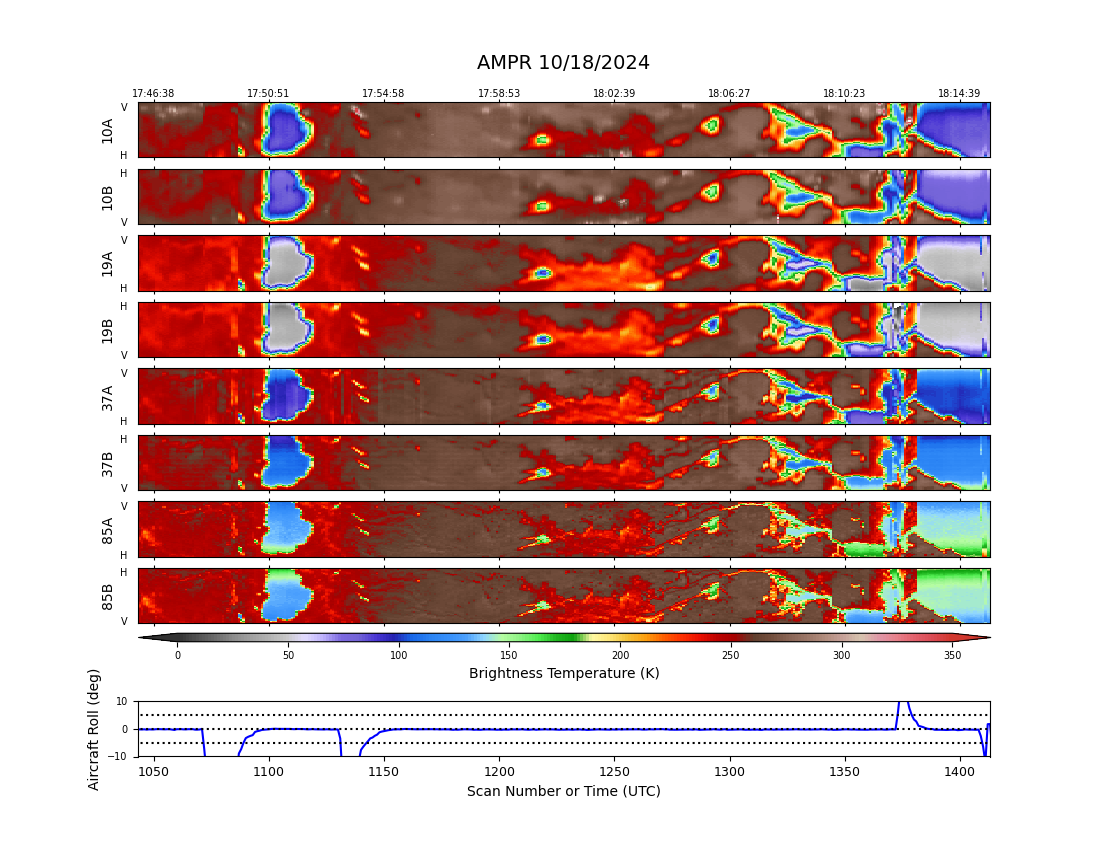 AMPR 10/18/2024
17:46:38 17:50:51 17:54:58 17:58:53 18:02:39 18:06:27 18:10:23 18:14:39
V
10A
H
H
10B
V
V
19A
H
H
19B
V
V
37A
H
H
37B
V
V
85A
H
H
85B
V
0 50 100 150 200 250 300 350
Brightness Temperature (K)
Aircraft Roll (deg)
10
0
−10
1050 1100 1150 1200 1250 1300 1350 1400
Scan Number or Time (UTC)